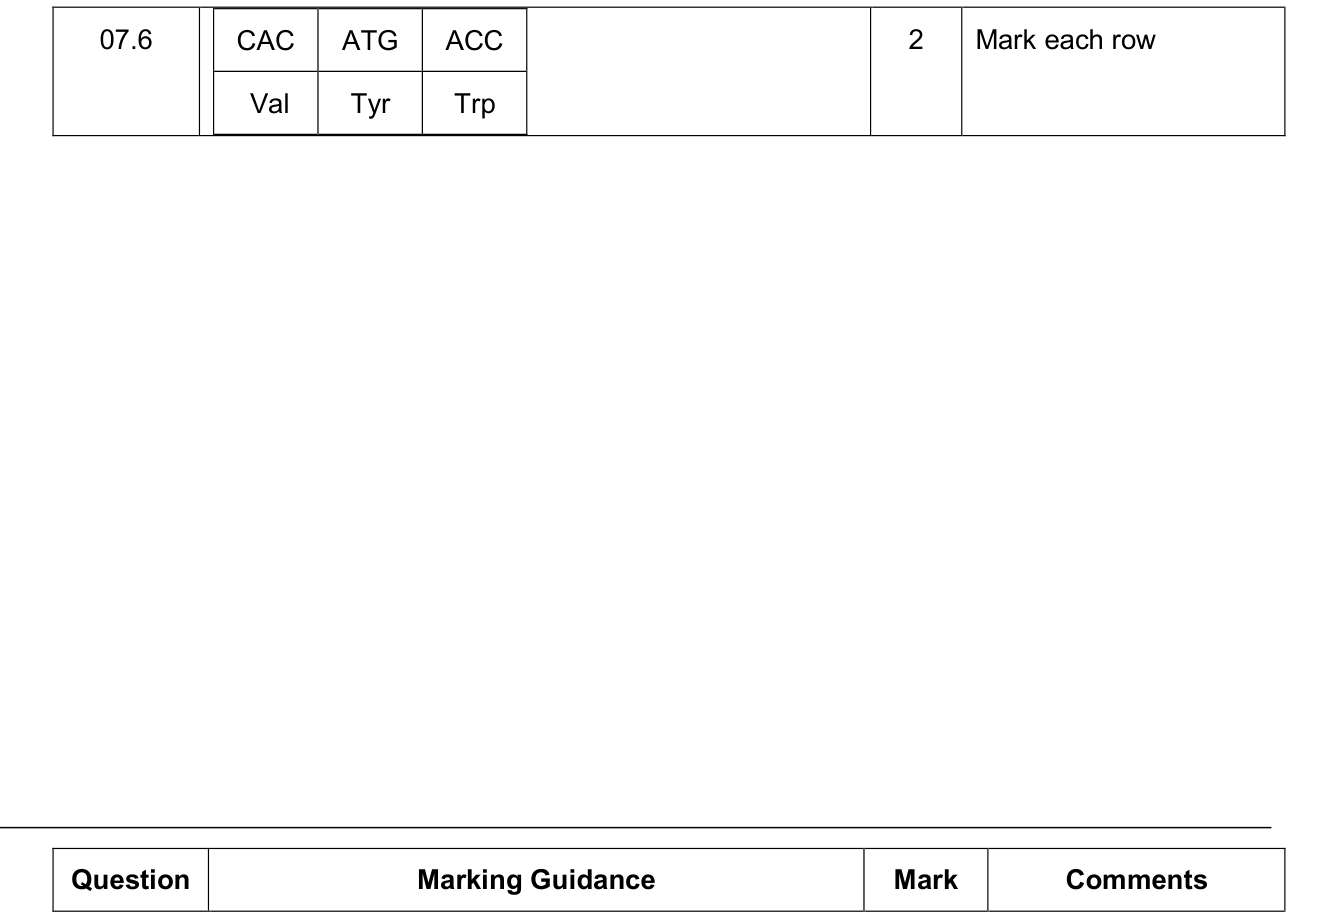 07.6 CAC ATG ACC 2 Mark each row
Val Tyr Trp
Question Marking Guidance Mark Comments